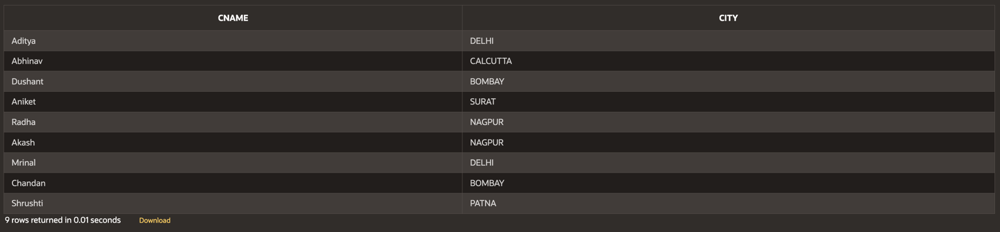 CNAME CITY
Aditya DELHI
Abhinav CALCUTTA
Dushant BOMBAY
Aniket SURAT
Radha NAGPUR
Akash NAGPUR
Mrinal DELHI
Chandan BOMBAY
Shrushti PATNA
9 rows returned in 0.01 seconds Download